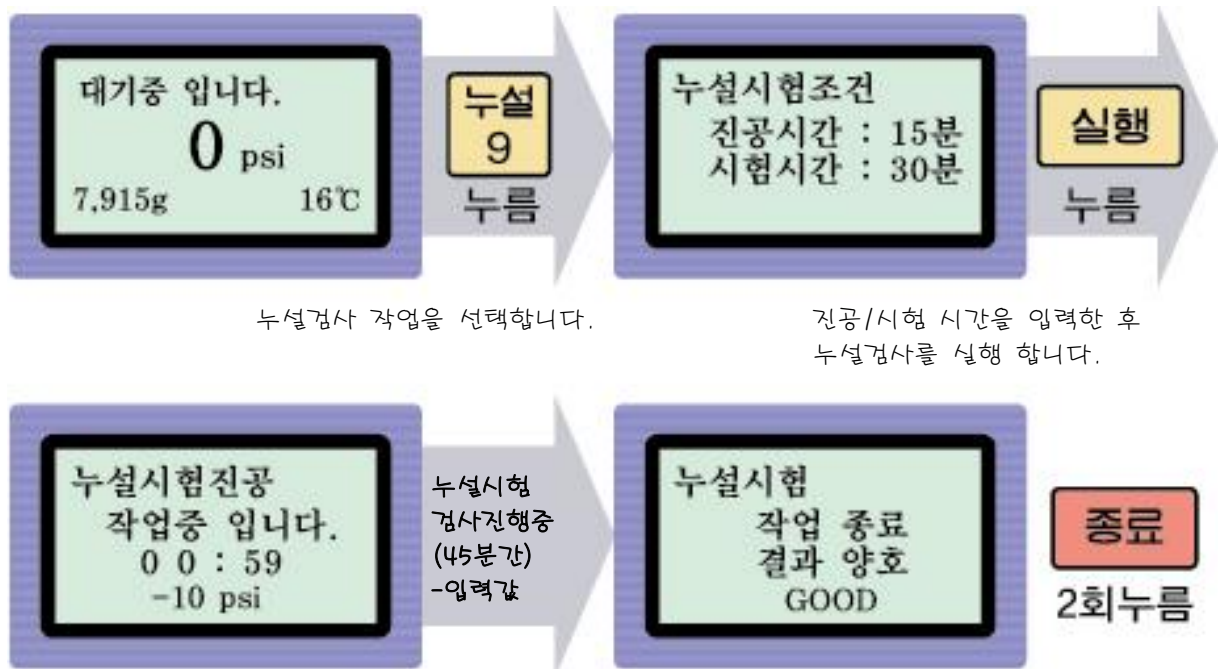 대기중 입니다.
0 psi
7,915g 16℃
누설
9
누름
누설시험조건
진공시간 : 15분
시험시간 : 30분
실행
누름
누설검사 작업을 선택합니다.
진공/시험 시간을 입력한 후
누설검사를 실행 합니다.
누설시험진공
작업중 입니다.
0 0 : 59
-10 psi
누설시험
검사진행중
(45분간)
-입력값
누설시험
작업 종료
결과 양호
GOOD
종료
2회누름